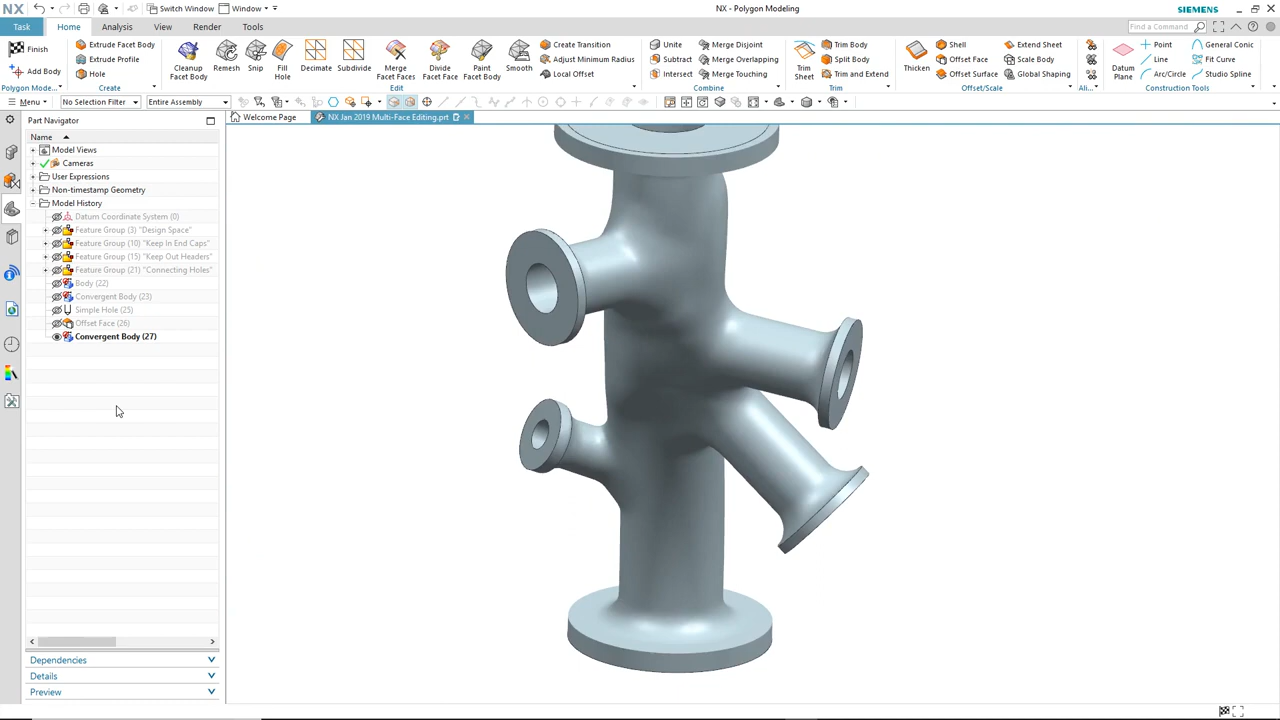 NX Switch Window Window NX - Polygon Modeling SIEMENS
Task Home Analysis View Render Tools Find a Command
Finish
Add Body
Polygon Mode...
Extrude Facet Body
Extrude Profile
Hole
Create
Cleanup Facet Body
Remesh
Snip
Fill Hole
Decimate
Subdivide
Merge Facet Faces
Divide Face
Paint Facet Body
Smooth
Create Transition
Adjust Minimum Radius
Local Offset
Edit
Unite
Subtract
Intersect
Merge Disjoint
Merge Overlapping
Merge Touching
Combine
Trim Sheet
Trim Body
Split Body
Trim and Extend
Trim
Thicken
Shell
Offset Face
Offset Surface
Extend Sheet
Scale Body
Global Shaping
Offset/Scale
Ali...
Datum Plane
Point
Line
Arc/Circle
General Conic
Fit Curve
Studio Spline
Construction Tools
Menu No Selection Filter Entire Assembly
Part Navigator
Welcome Page NX Jan 2019 Multi-Face Editing.prt
Name
Model Views
Cameras
User Expressions
Non-timestamp Geometry
Model History
Datum Coordinate System (0)
Feature Group (3) "Design Space"
Feature Group (10) "Keep In End Caps"
Feature Group (15) "Keep Out Headers"
Feature Group (21) "Connecting Holes"
Body (22)
Convergent Body (23)
Simple Hole (25)
Offset Face (26)
Convergent Body (27)
Dependencies
Details
Preview